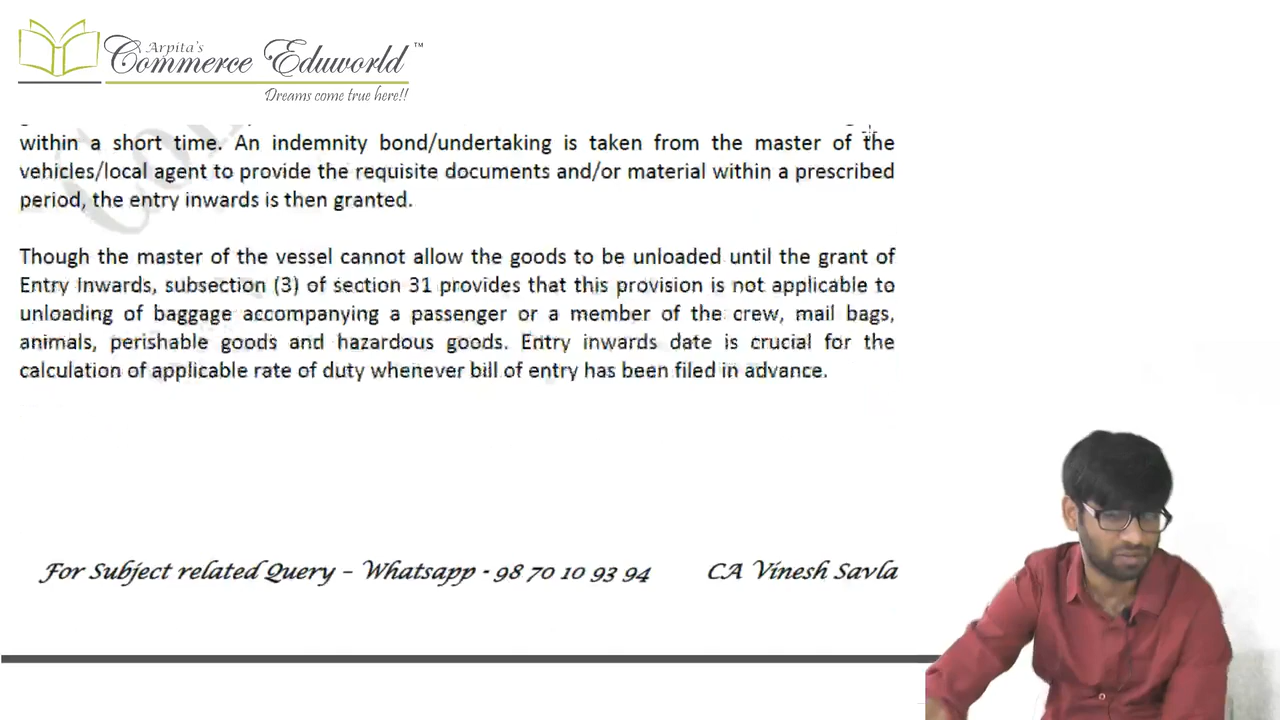 Arpita's
Commerce Eduworld™
Dreams come true here!!
within a short time. An indemnity bond/undertaking is taken from the master of the
vehicles/local agent to provide the requisite documents and/or material within a prescribed
period, the entry inwards is then granted.
Though the master of the vessel cannot allow the goods to be unloaded until the grant of
Entry Inwards, subsection (3) of section 31 provides that this provision is not applicable to
unloading of baggage accompanying a passenger or a member of the crew, mail bags,
animals, perishable goods and hazardous goods. Entry inwards date is crucial for the
calculation of applicable rate of duty whenever bill of entry has been filed in advance.
For Subject related Query – Whatsapp - 98 70 10 93 94 CA Vinesh Savla